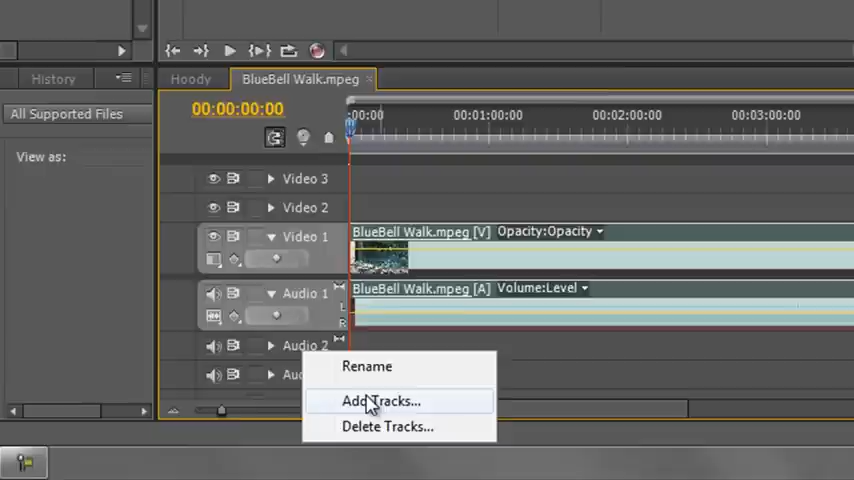 History
Hoody
BlueBell Walk.mpeg
All Supported Files
00:00:00:00
:00:00
00:01:00:00
00:02:00:00
00:03:00:00
View as:
Video 3
Video 2
Video 1
BlueBell Walk.mpeg [V] Opacity:Opacity
Audio 1
BlueBell Walk.mpeg [A] Volume:Level
L
R
Audio 2
Rename
Add Tracks...
Delete Tracks...